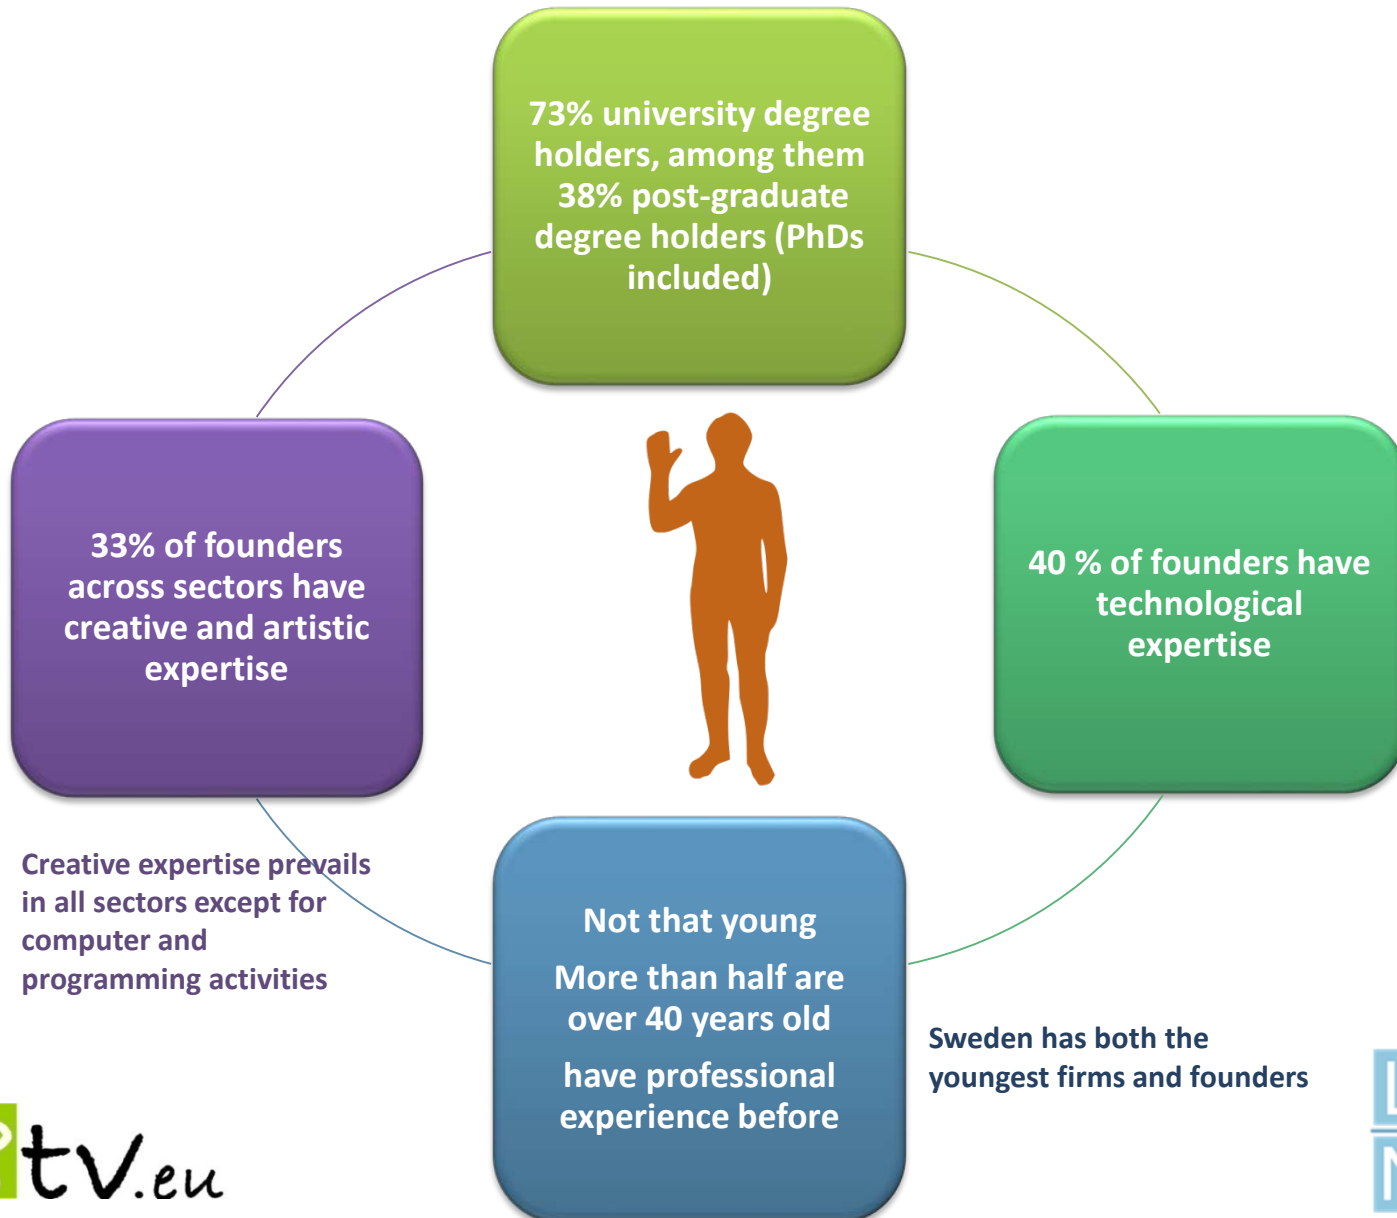 73% university degree
holders, among them
38% post-graduate
degree holders (PhDs
included)
33% of founders
across sectors have
creative and artistic
expertise
40 % of founders have
technological
expertise
Creative expertise prevails
in all sectors except for
computer and
programming activities
Not that young
More than half are
over 40 years old
have professional
experience before
Sweden has both the
youngest firms and founders
tv.eu